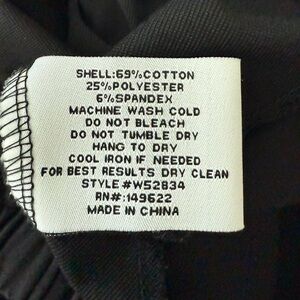 SHELL:69%COTTON
25%POLYESTER
6%SPANDEX
MACHINE WASH COLD
DO NOT BLEACH
DO NOT TUMBLE DRY
HANG TO DRY
COOL IRON IF NEEDED
FOR BEST RESULTS DRY CLEAN
STYLE#W52834
RN#:149622
MADE IN CHINA